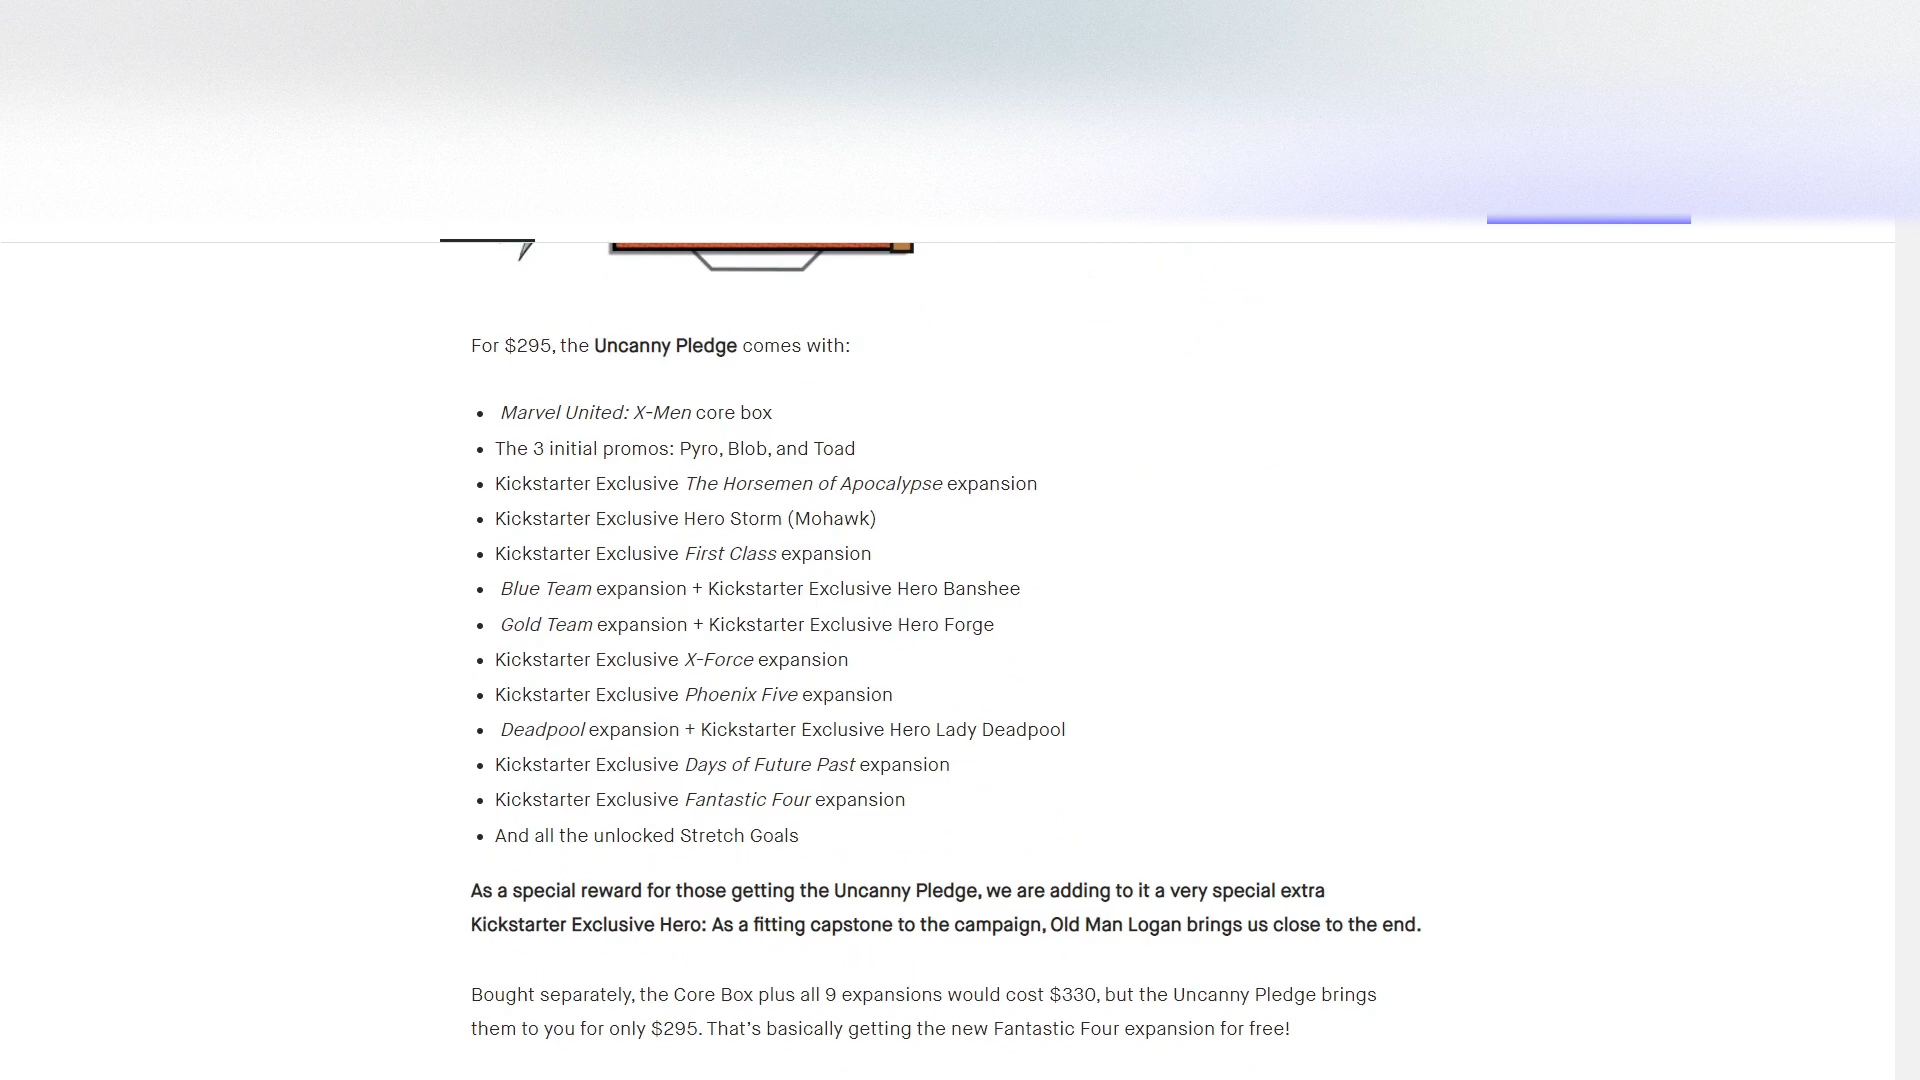 For $295, the Uncanny Pledge comes with:
Marvel United: X-Men core box
The 3 initial promos: Pyro, Blob, and Toad
Kickstarter Exclusive The Horsemen of Apocalypse expansion
Kickstarter Exclusive Hero Storm (Mohawk)
Kickstarter Exclusive First Class expansion
Blue Team expansion + Kickstarter Exclusive Hero Banshee
Gold Team expansion + Kickstarter Exclusive Hero Forge
Kickstarter Exclusive X-Force expansion
Kickstarter Exclusive Phoenix Five expansion
Deadpool expansion + Kickstarter Exclusive Hero Lady Deadpool
Kickstarter Exclusive Days of Future Past expansion
Kickstarter Exclusive Fantastic Four expansion
And all the unlocked Stretch Goals
As a special reward for those getting the Uncanny Pledge, we are adding to it a very special extra
Kickstarter Exclusive Hero: As a fitting capstone to the campaign, Old Man Logan brings us close to the end.
Bought separately, the Core Box plus all 9 expansions would cost $330, but the Uncanny Pledge brings
them to you for only $295. That's basically getting the new Fantastic Four expansion for free!